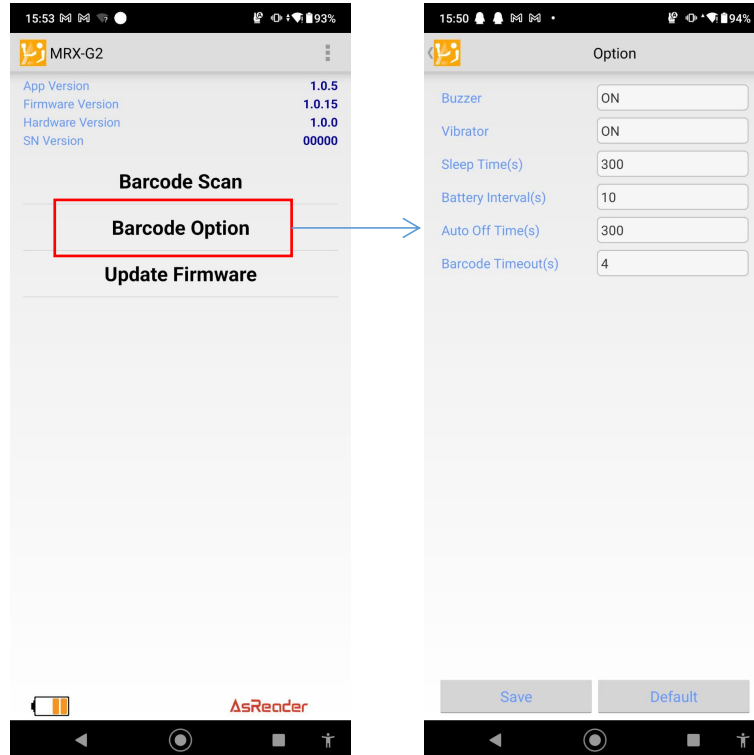 15:53
93%
MRX-G2
App Version 1.0.5
Firmware Version 1.0.15
Hardware Version 1.0.0
SN Version 00000
Barcode Scan
Barcode Option
Update Firmware
AsReader
15:50
94%
Option
Buzzer ON
Vibrator ON
Sleep Time(s) 300
Battery Interval(s) 10
Auto Off Time(s) 300
Barcode Timeout(s) 4
Save Default